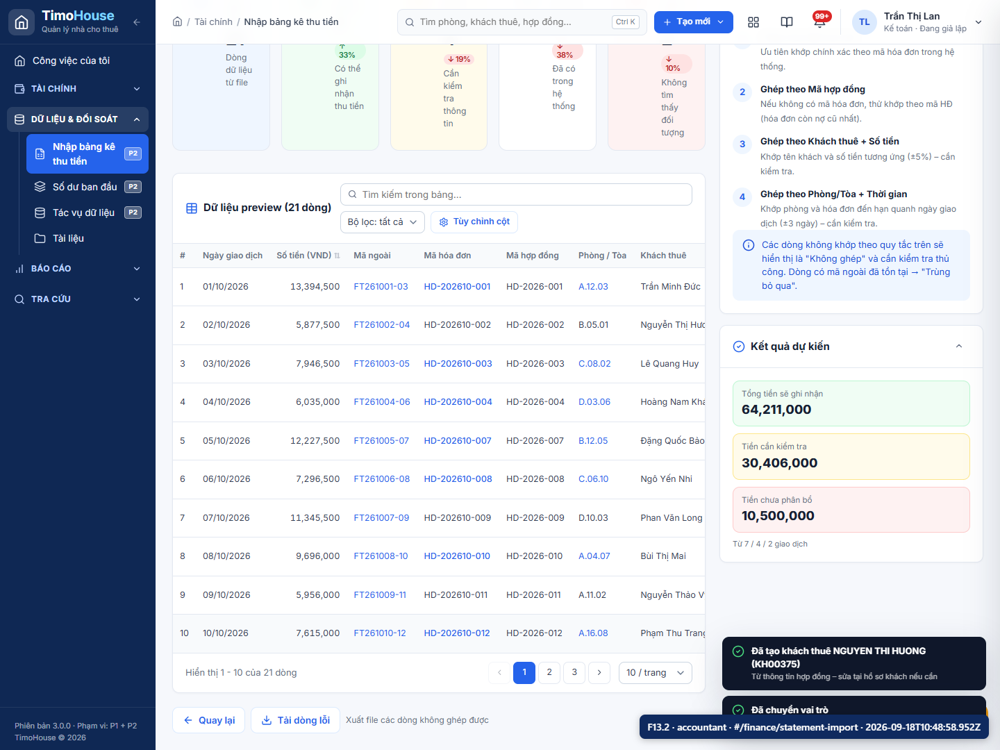 TimoHouse
Quản lý nhà cho thuê
Công việc của tôi
TÀI CHÍNH
DỮ LIỆU & ĐỐI SOÁT
Nhập bảng kê
thu tiền
P2
Số dư ban đầu
P2
Tác vụ dữ liệu
P2
Tài liệu
BÁO CÁO
TRA CỨU
Phiên bản 3.0.0 · Phạm vi: P1 + P2
TimoHouse © 2026
/ Tài chính / Nhập bảng kê thu tiền
Tìm phòng, khách thuê, hợp đồng...
Ctrl K
Tạo mới
99+
TL
Trần Thị Lan
Kế toán · Đang giả lập
Dòng
dữ liệu
từ file
↑
33%
Có thể
ghi
nhận
thu tiền
↓ 19%
Cần
kiểm
tra
thông
tin
↓
38%
Đã có
trong
hệ
thống
↓
10%
Không
tìm
thấy
đối
tượng
Dữ liệu preview (21 dòng)
Tìm kiếm trong bảng...
Bộ lọc: tất cả
Tùy chỉnh cột
# Ngày giao dịch Số tiền (VND) ⇅ Mã ngoài Mã hóa đơn Mã hợp đồng Phòng / Tòa Khách thuê
1 01/10/2026 13,394,500 FT261001-03 HD-202610-001 HD-2026-001 A.12.03 Trần Minh Đức
2 02/10/2026 5,877,500 FT261002-04 HD-202610-002 HD-2026-002 B.05.01 Nguyễn Thị Hươ
3 03/10/2026 7,946,500 FT261003-05 HD-202610-003 HD-2026-003 C.08.02 Lê Quang Huy
4 04/10/2026 6,035,000 FT261004-06 HD-202610-004 HD-2026-004 D.03.06 Hoàng Nam Kha
5 05/10/2026 12,227,500 FT261005-07 HD-202610-007 HD-2026-007 B.12.05 Đặng Quốc Bảo
6 06/10/2026 7,296,500 FT261006-08 HD-202610-008 HD-2026-008 C.06.10 Ngô Yến Nhi
7 07/10/2026 11,345,500 FT261007-09 HD-202610-009 HD-2026-009 D.10.03 Phan Văn Long
8 08/10/2026 9,696,000 FT261008-10 HD-202610-010 HD-2026-010 A.04.07 Bùi Thị Mai
9 09/10/2026 5,956,000 FT261009-11 HD-202610-011 HD-2026-011 A.11.02 Nguyễn Thảo V
10 10/10/2026 7,615,000 FT261010-12 HD-202610-012 HD-2026-012 A.16.08 Phạm Thu Trang
Hiển thị 1 - 10 của 21 dòng
1 2 3
10 / trang
Quay lại
Tải dòng lỗi
Xuất file các dòng không ghép được
Ưu tiên khớp chính xác theo mã hóa đơn trong hệ
thống.
2 Ghép theo Mã hợp đồng
Nếu không có mã hóa đơn, thử khớp theo mã HĐ
(hóa đơn còn nợ cũ nhất).
3 Ghép theo Khách thuê + Số tiền
Khớp tên khách và số tiền tương ứng (±5%) – cần
kiểm tra.
4 Ghép theo Phòng/Tòa + Thời gian
Khớp phòng và hóa đơn đến hạn quanh ngày giao
dịch (±3 ngày) – cần kiểm tra.
Các dòng không khớp theo quy tắc trên sẽ
hiển thị là "Không ghép" và cần kiểm tra thủ
công. Dòng có mã ngoài đã tồn tại → "Trùng
bỏ qua".
Kết quả dự kiến
Tổng tiền sẽ ghi nhận
64,211,000
Tiền cần kiểm tra
30,406,000
Tiền chưa phân bổ
10,500,000
Từ 7 / 4 / 2 giao dịch
Đã tạo khách thuê NGUYEN THI HUONG
(KH00375)
Từ thông tin hợp đồng – sửa tại hồ sơ khách nếu cần
Đã chuyển vai trò
F13.2 · accountant · #/finance/statement-import · 2026-09-18T10:48:58.952Z